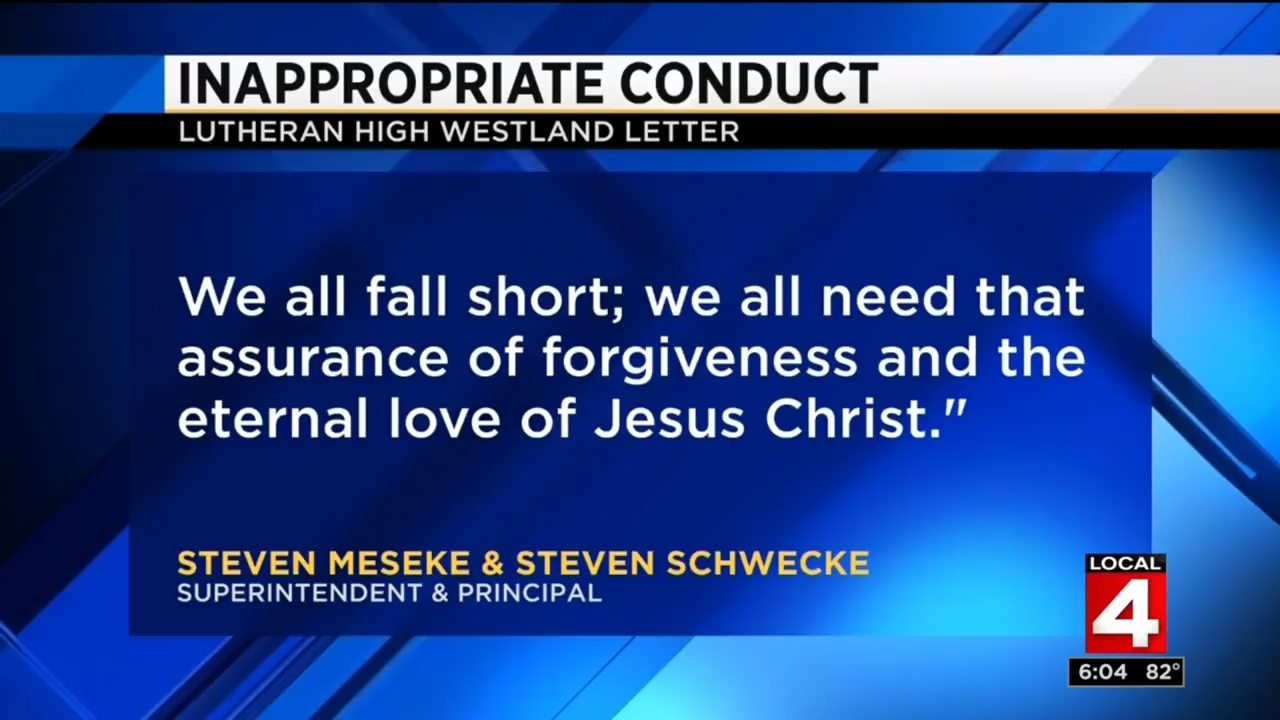 INAPPROPRIATE CONDUCT
LUTHERAN HIGH WESTLAND LETTER
We all fall short; we all need that
assurance of forgiveness and the
eternal love of Jesus Christ."
STEVEN MESEKE & STEVEN SCHWECKE
SUPERINTENDENT & PRINCIPAL
LOCAL
4
6:04 82°